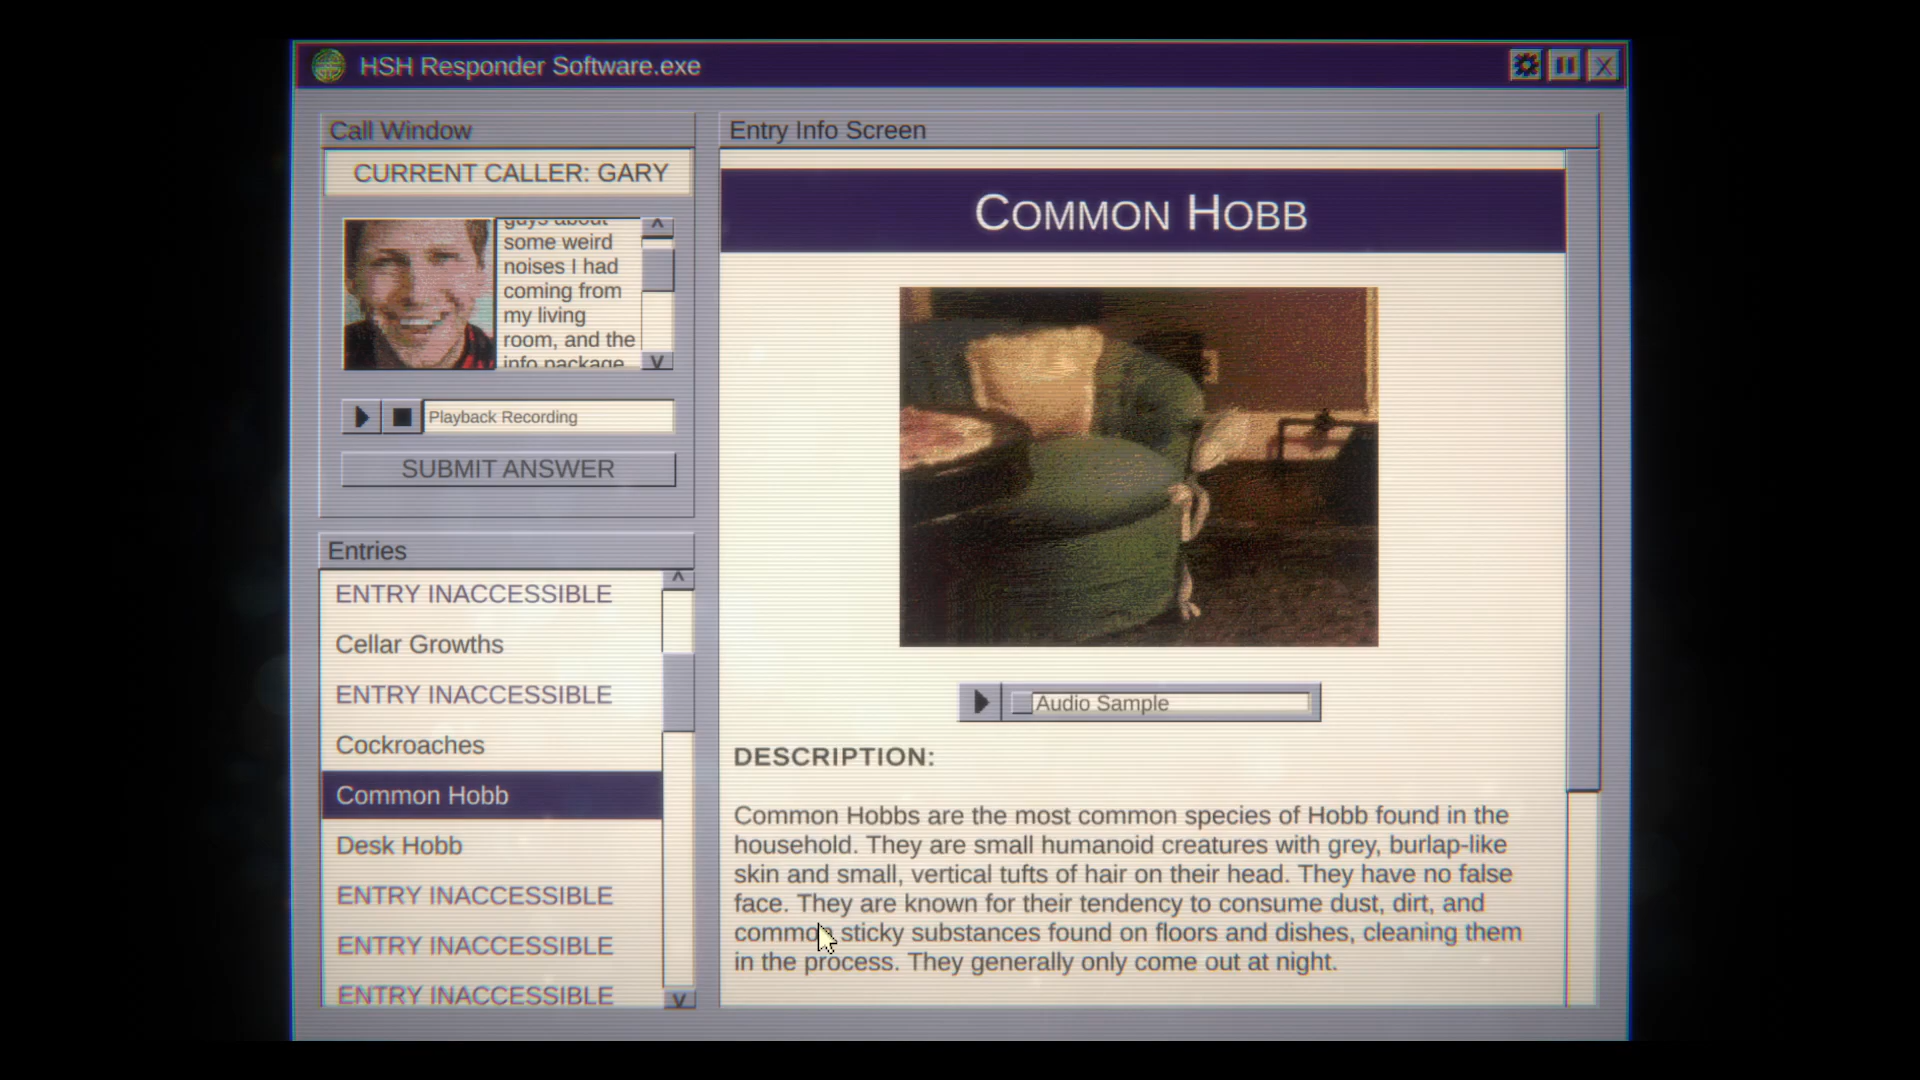 HSH Responder Software.exe
Call Window
CURRENT CALLER: GARY
guys about
some weird
noises I had
coming from
my living
room, and the
info package
Playback Recording
SUBMIT ANSWER
Entries
ENTRY INACCESSIBLE
Cellar Growths
ENTRY INACCESSIBLE
Cockroaches
Common Hobb
Desk Hobb
ENTRY INACCESSIBLE
ENTRY INACCESSIBLE
ENTRY INACCESSIBLE
Entry Info Screen
COMMON HOBB
Audio Sample
DESCRIPTION:
Common Hobbs are the most common species of Hobb found in the
household. They are small humanoid creatures with grey, burlap-like
skin and small, vertical tufts of hair on their head. They have no false
face. They are known for their tendency to consume dust, dirt, and
common sticky substances found on floors and dishes, cleaning them
in the process. They generally only come out at night.